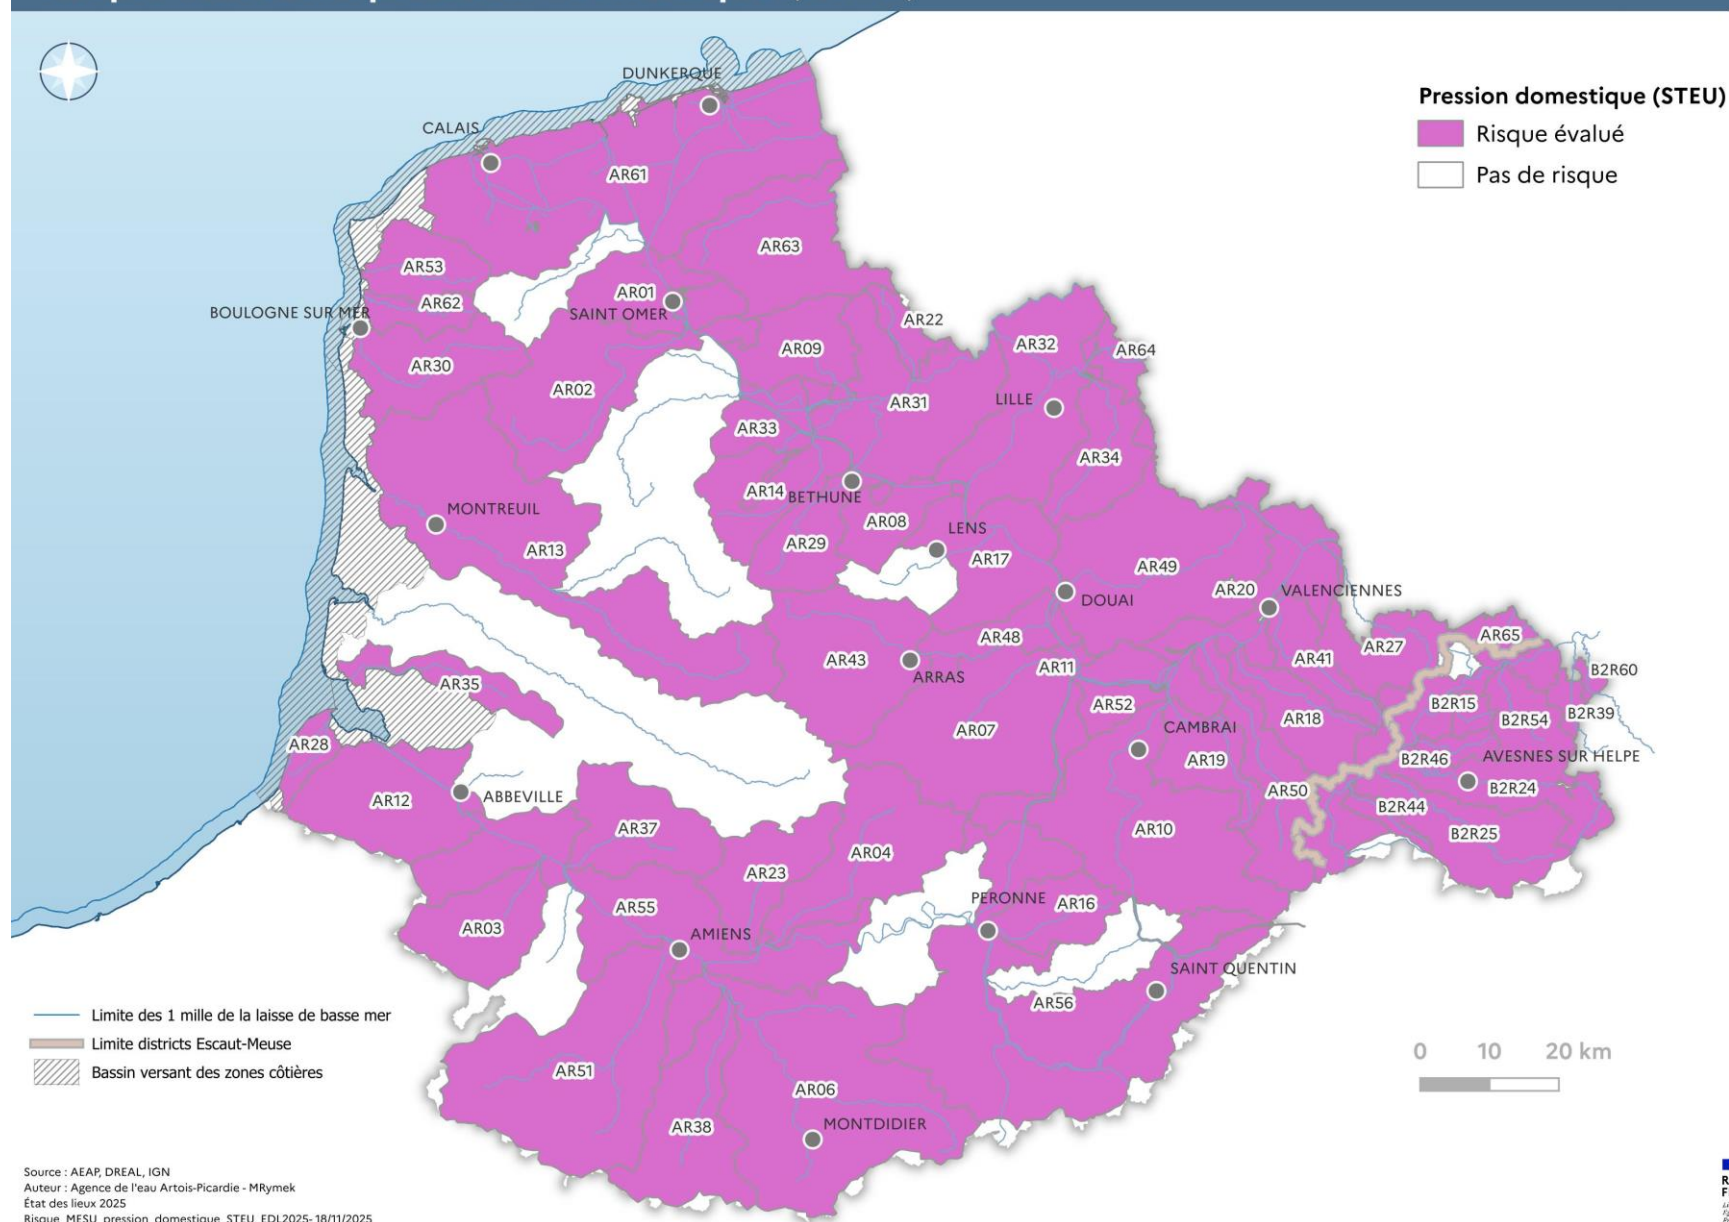 DUNKERQUE
CALAIS
Pression domestique (STEU)
Risque évalué
Pas de risque
AR61
AR63
AR53
AR62
AR01
BOULOGNE SUR MER
SAINT OMER
AR22
AR30
AR09
AR32
AR64
AR02
AR31
LILLE
AR33
AR34
AR14
BETHUNE
MONTREUIL
AR08
LENS
AR13
AR29
AR17
AR49
AR20
VALENCIENNES
DOUAI
AR48
AR27
AR65
AR43
ARRAS
AR11
AR41
B2R60
AR35
AR52
B2R15
B2R54
B2R39
AR28
AR07
CAMBRAI
AR18
AR19
B2R46
AVESNES SUR HELPE
AR12
ABBEVILLE
AR50
B2R24
AR37
AR10
B2R44
B2R25
AR04
AR23
PERONNE
AR16
AR55
AR03
AMIENS
SAINT QUENTIN
AR56
Limite des 1 mille de la laisse de basse mer
Limite districts Escaut-Meuse
Bassin versant des zones côtières
0 10 20 km
AR51
AR06
AR38
MONTDIDIER
Source : AEAP, DREAL, IGN
Auteur : Agence de l'eau Artois-Picardie - MRymek
État des lieux 2025
Risque_MESU_pression_domestique_STEU_EDL2025- 18/11/2025